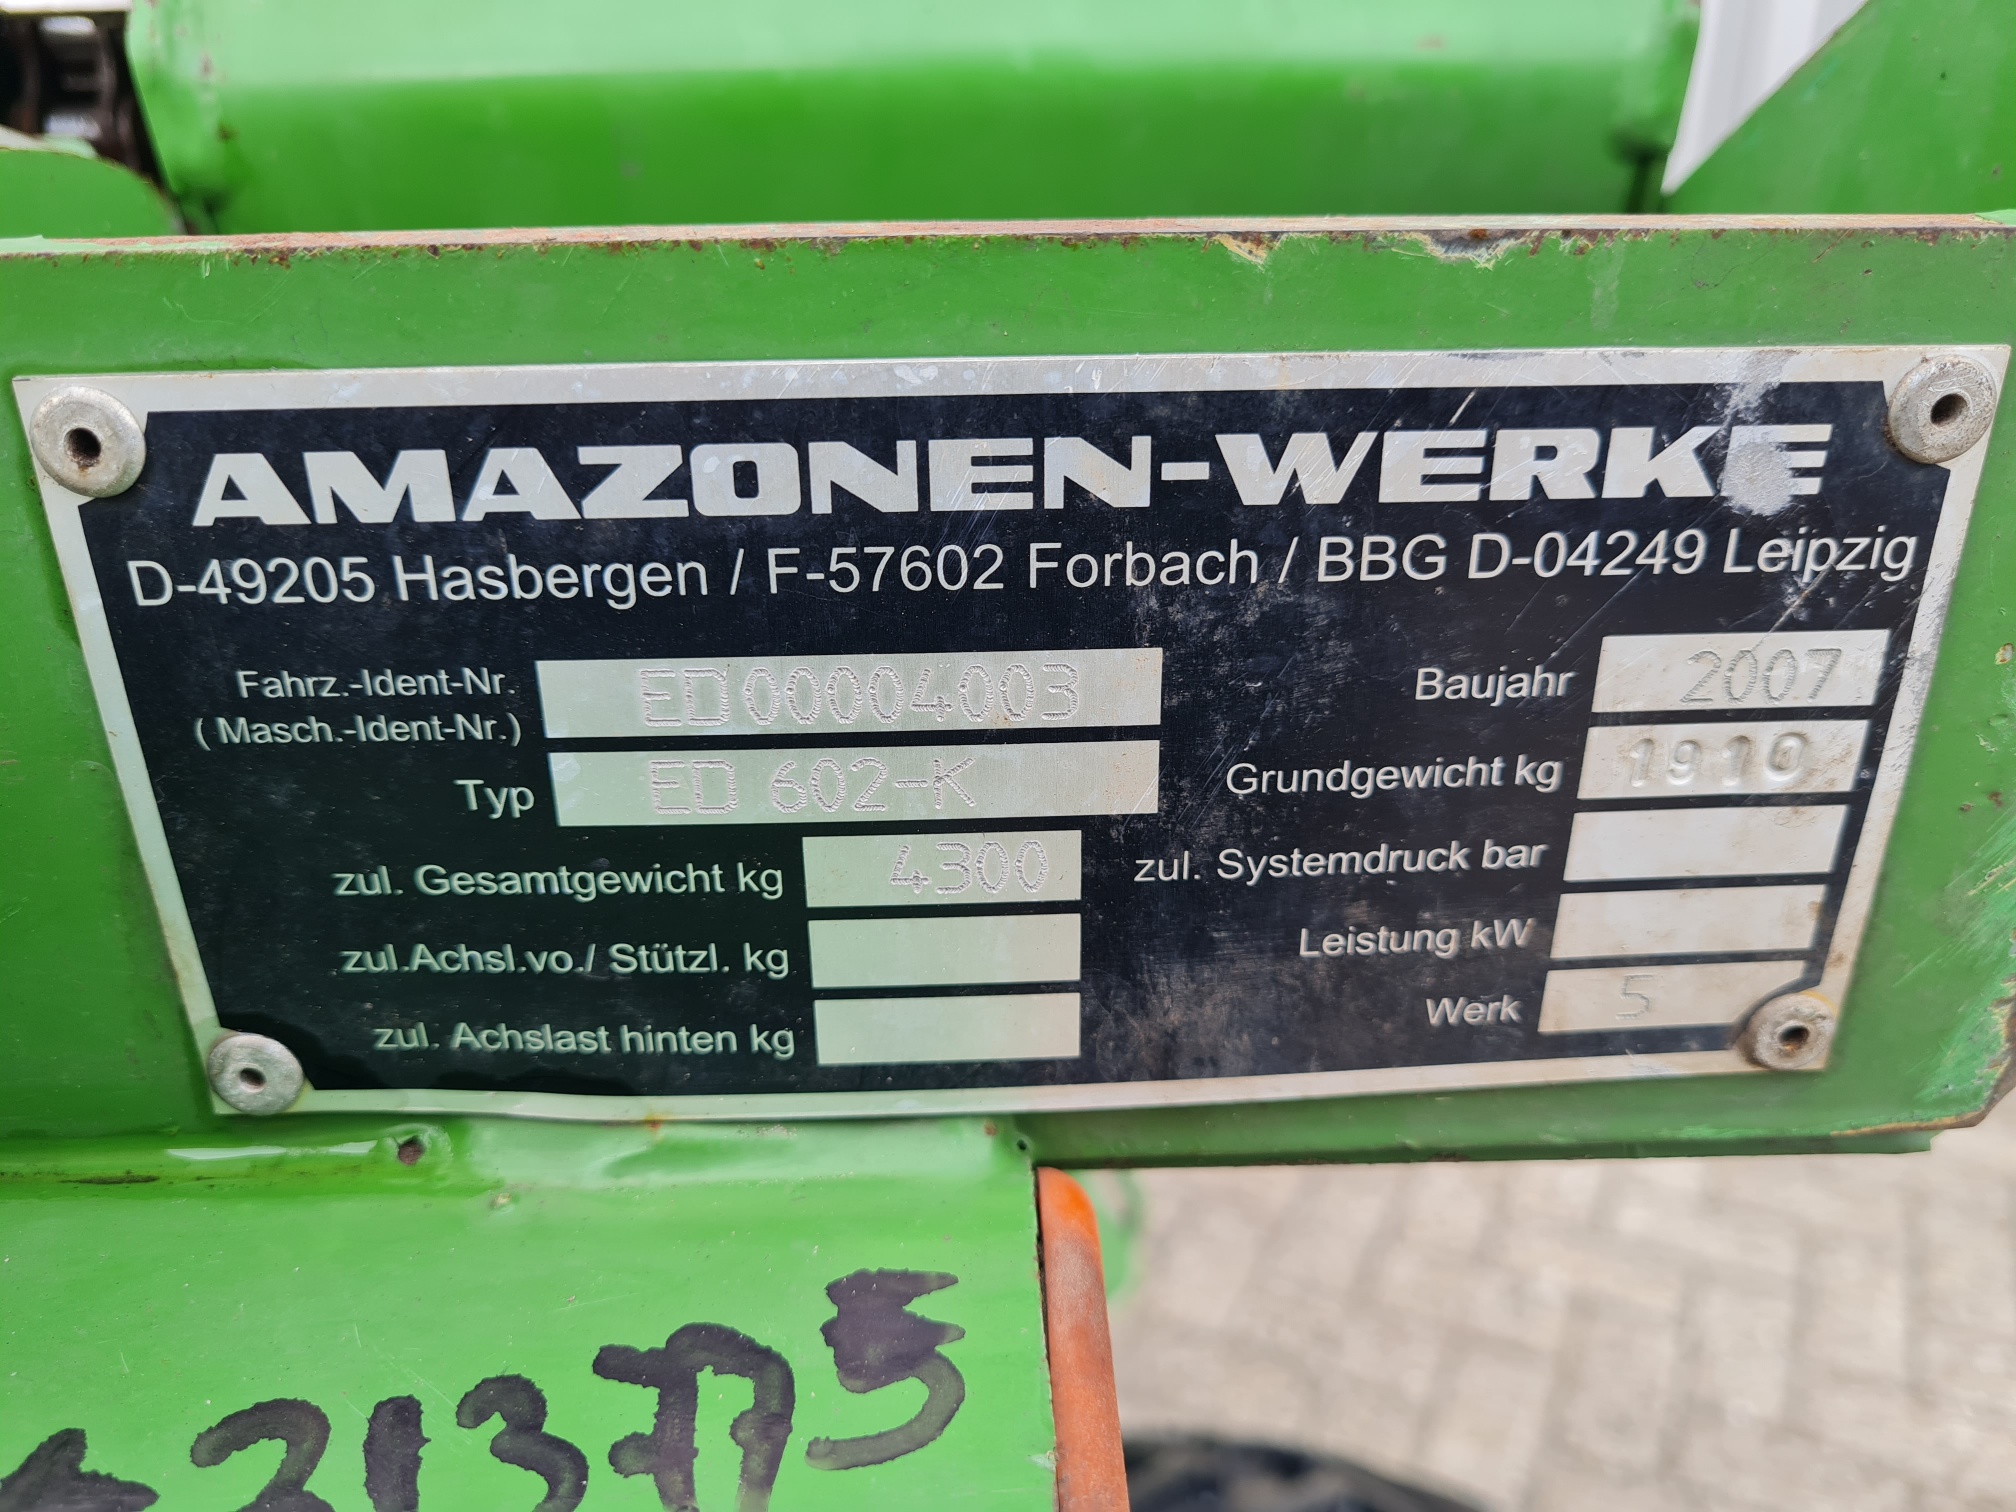 AMAZONEN-WERKE
D-49205 Hasbergen / F-57602 Forbach / BBG D-04249 Leipzig
Fahrz.-Ident-Nr. (Masch.-Ident-Nr.) ED00004003
Typ ED 602-K
zul. Gesamtgewicht kg 4300
zul.Achsl.vo./ Stützl. kg
zul. Achslast hinten kg
Baujahr 2007
Grundgewicht kg 1910
zul. Systemdruck bar
Leistung kW
Werk 5